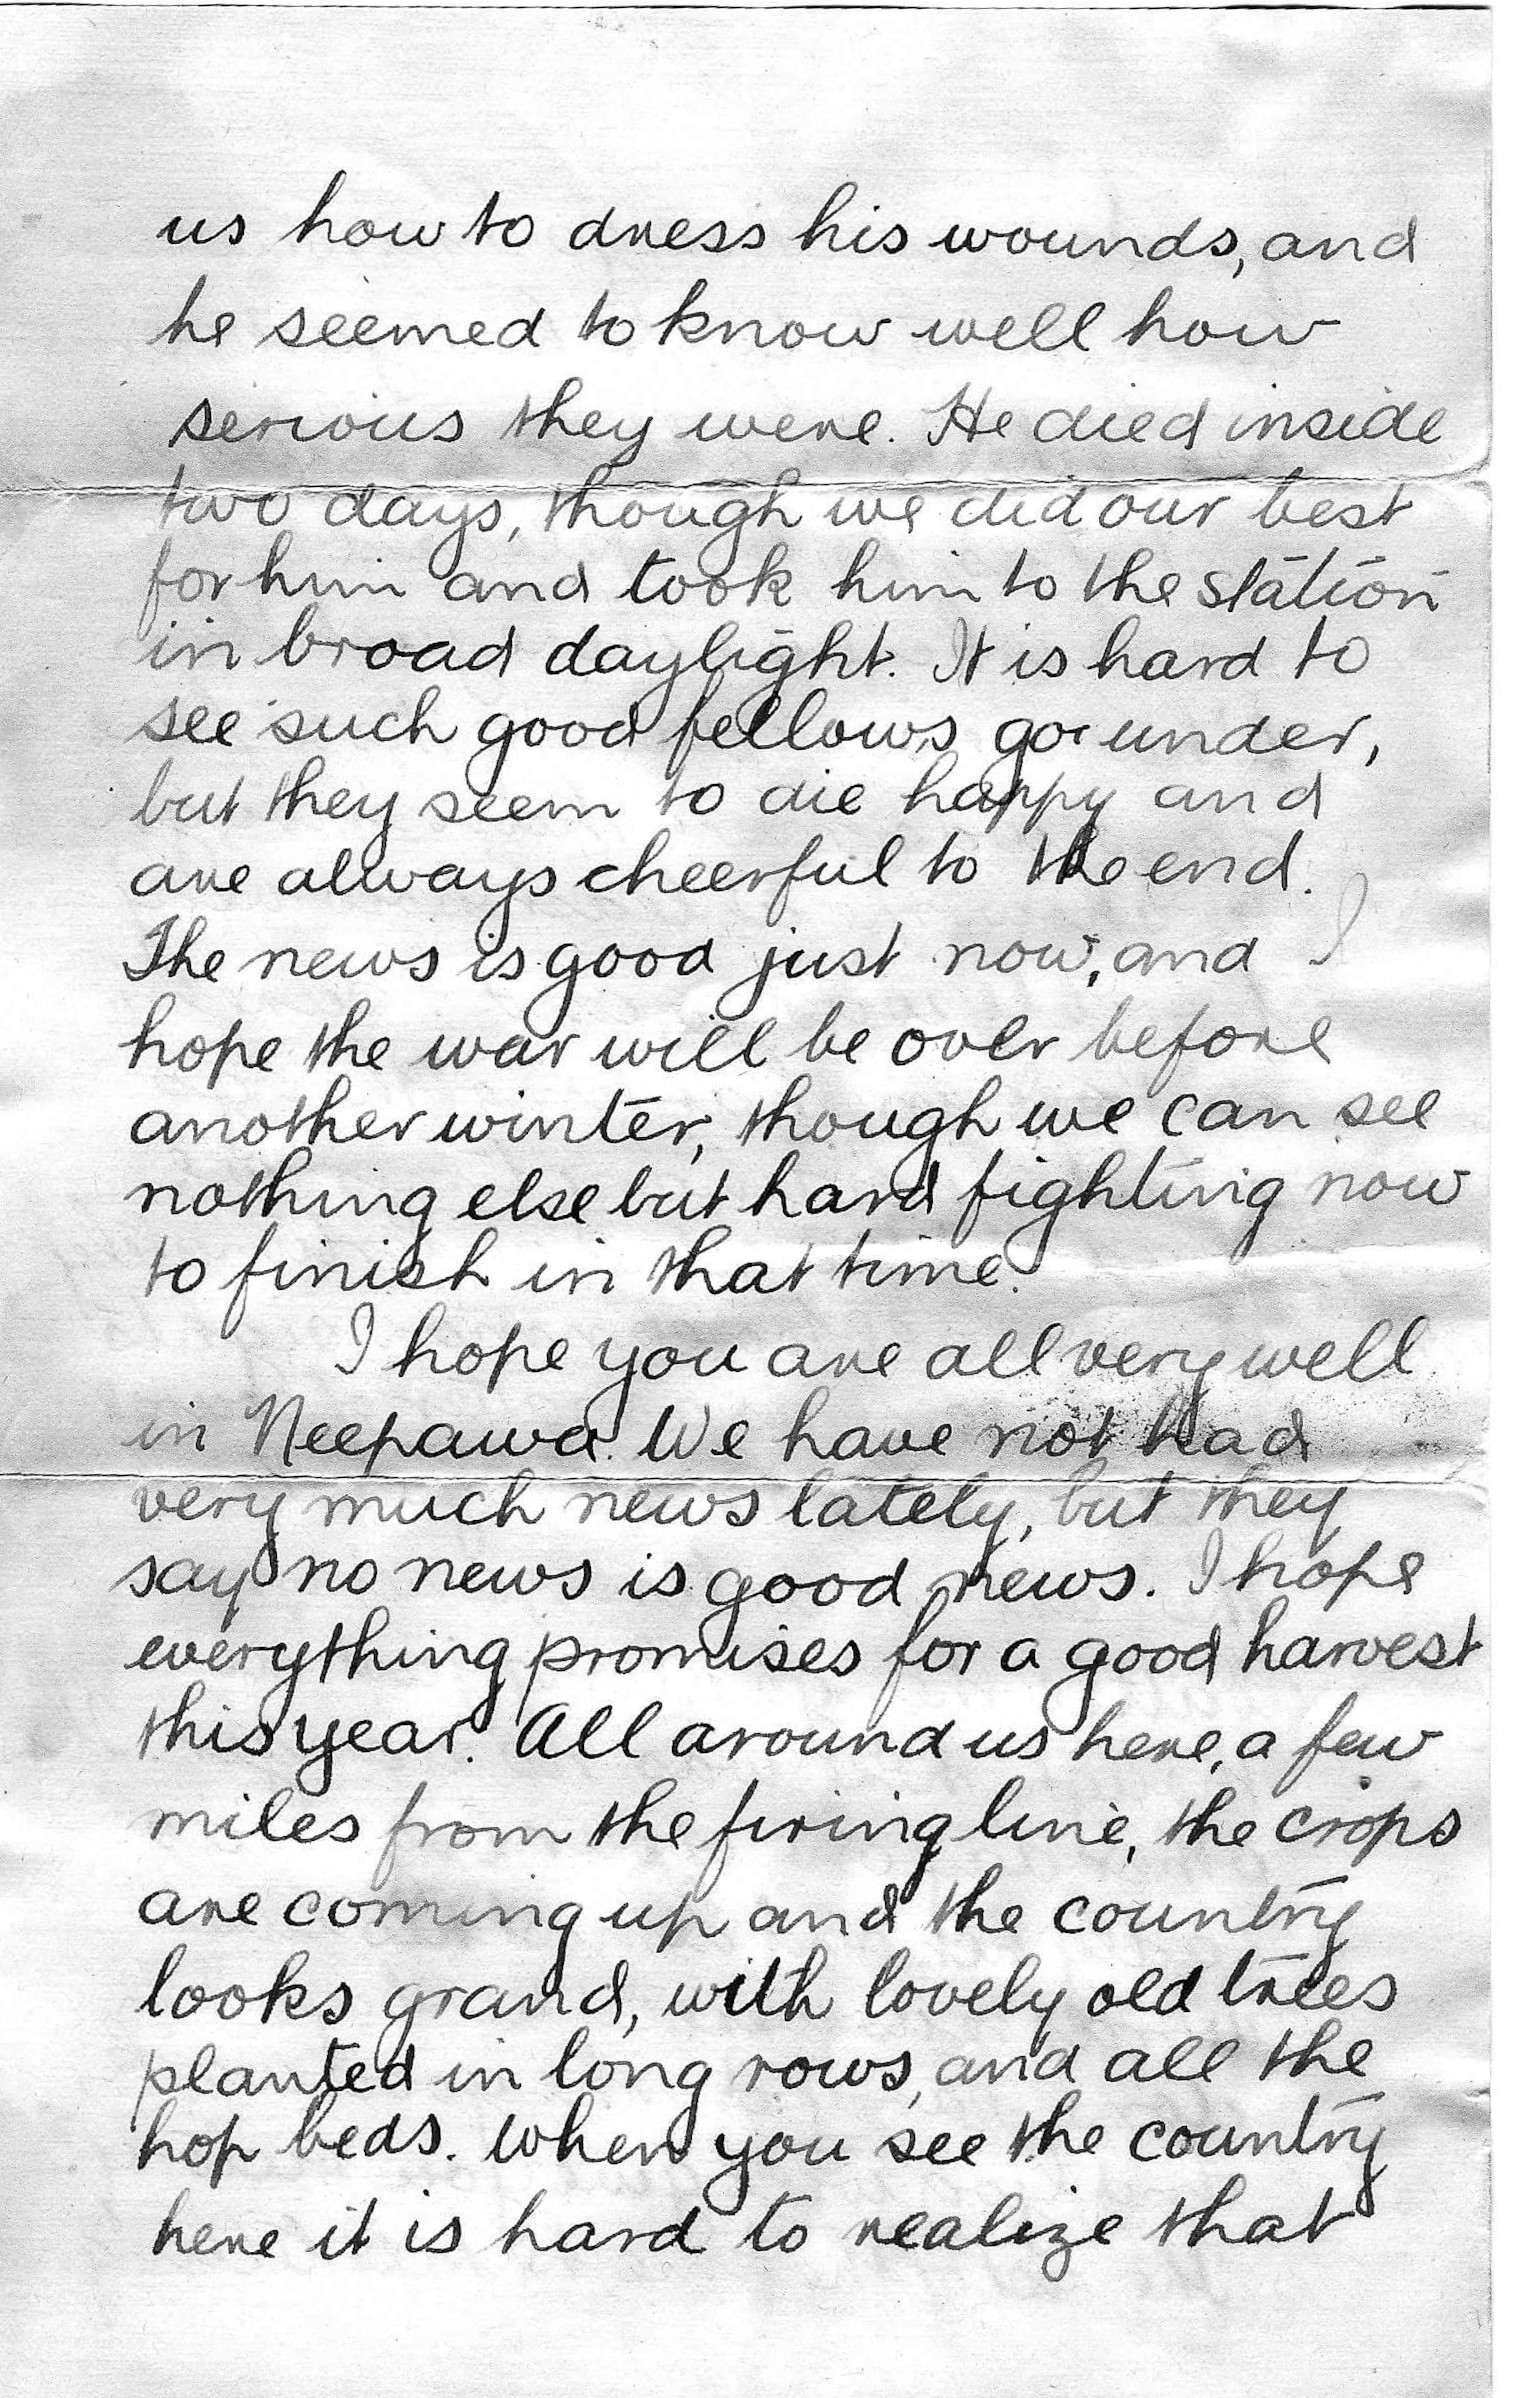 us how to dress his wounds, and
he seemed to know well how
serious they were. He died inside
two days, though we did our best
for him and took him to the station
in broad daylight. It is hard to
see such good fellows go under,
but they seem to die happy and
are always cheerful to the end.
The news is good just now, and I
hope the war will be over before
another winter, though we can see
nothing else but hard fighting now
to finish in that time.
I hope you are all very well
in Neepawa. We have not had
very much news lately, but they
say no news is good news. I hope
everything promises for a good harvest
this year. All around us here, a few
miles from the firing line, the crops
are coming up and the country
looks grand, with lovely old trees
planted in long rows, and all the
hop beds. When you see the country
here it is hard to realize that